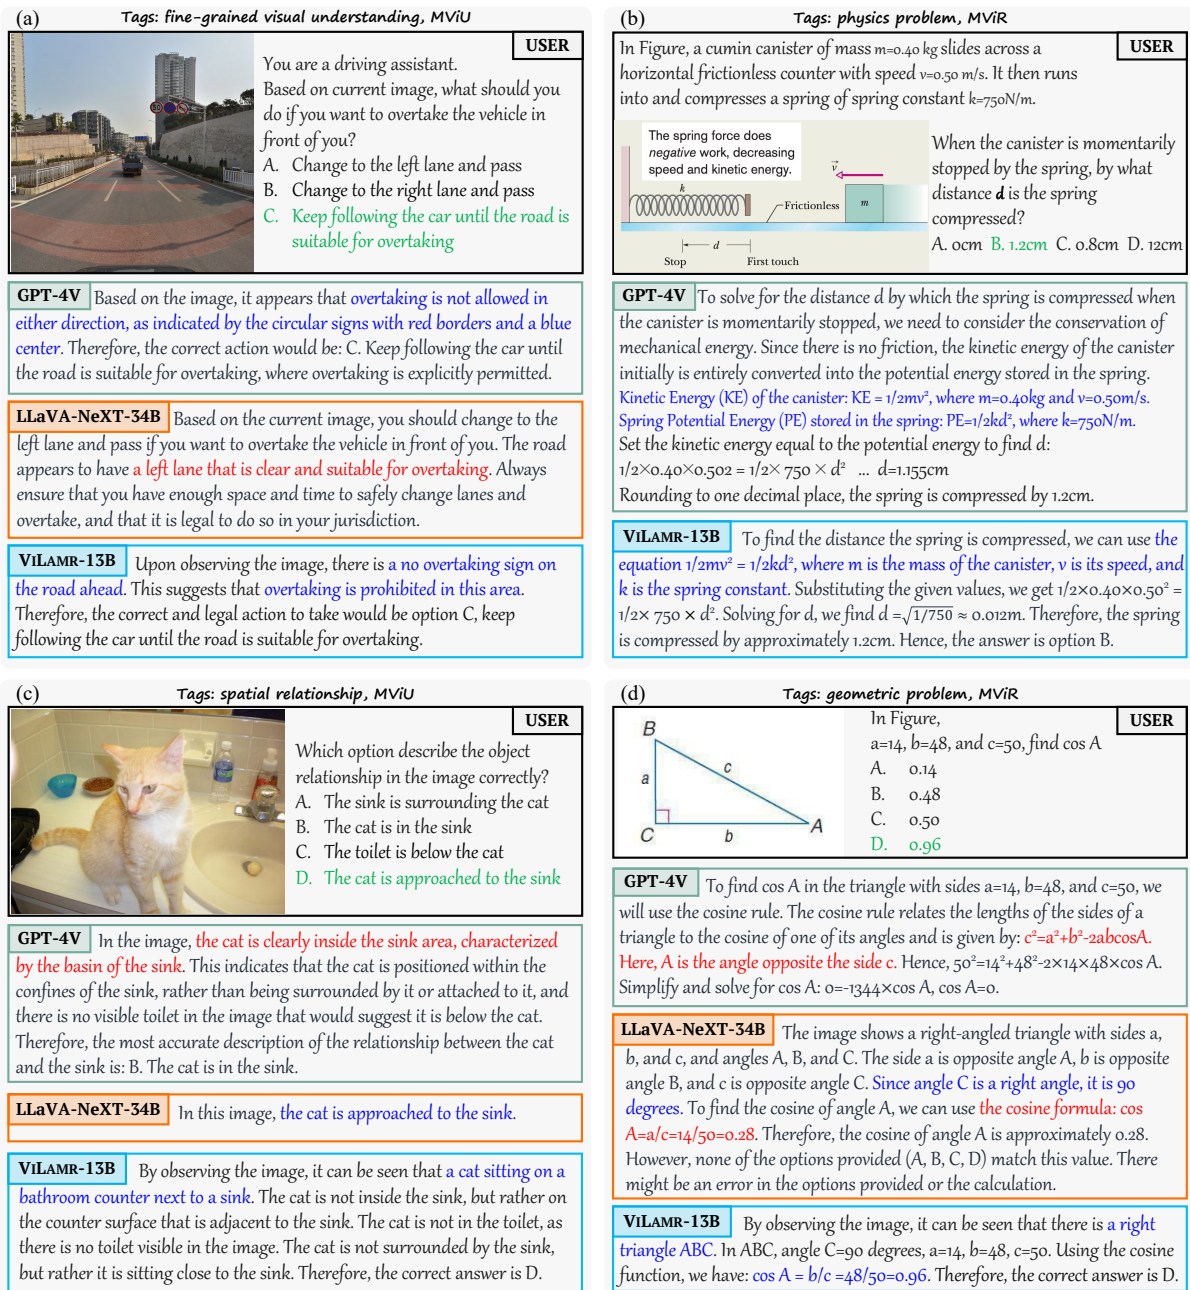 (a)
Tags: fine-grained visual understanding, MViU
USER
You are a driving assistant.
Based on current image, what should you
do if you want to overtake the vehicle in
front of you?
A. Change to the left lane and pass
B. Change to the right lane and pass
C. Keep following the car until the road is
suitable for overtaking
GPT-4V Based on the image, it appears that overtaking is not allowed in
either direction, as indicated by the circular signs with red borders and a blue
center. Therefore, the correct action would be: C. Keep following the car until
the road is suitable for overtaking, where overtaking is explicitly permitted.
LLaVA-NeXT-34B Based on the current image, you should change to the
left lane and pass if you want to overtake the vehicle in front of you. The road
appears to have a left lane that is clear and suitable for overtaking. Always
ensure that you have enough space and time to safely change lanes and
overtake, and that it is legal to do so in your jurisdiction.
VILAMR-13B Upon observing the image, there is a no overtaking sign on
the road ahead. This suggests that overtaking is prohibited in this area.
Therefore, the correct and legal action to take would be option C, keep
following the car until the road is suitable for overtaking.
(b)
Tags: physics problem, MViR
USER
In Figure, a cumin canister of mass m=0.40 kg slides across a
horizontal frictionless counter with speed v=0.50 m/s. It then runs
into and compresses a spring of spring constant k=750N/m.
The spring force does
negative work, decreasing
speed and kinetic energy.
k
v
m
Frictionless
d
Stop
First touch
When the canister is momentarily
stopped by the spring, by what
distance d is the spring
compressed?
A. 0cm B. 1.2cm C. 0.8cm D. 12cm
GPT-4V To solve for the distance d by which the spring is compressed when
the canister is momentarily stopped, we need to consider the conservation of
mechanical energy. Since there is no friction, the kinetic energy of the canister
initially is entirely converted into the potential energy stored in the spring.
Kinetic Energy (KE) of the canister: KE = 1/2mv², where m=0.40kg and v=0.50m/s.
Spring Potential Energy (PE) stored in the spring: PE=1/2kd², where k=750N/m.
Set the kinetic energy equal to the potential energy to find d:
1/2×0.40×0.502 = 1/2× 750 × d² ... d=1.155cm
Rounding to one decimal place, the spring is compressed by 1.2cm.
VILAMR-13B To find the distance the spring is compressed, we can use the
equation 1/2mv² = 1/2kd², where m is the mass of the canister, v is its speed, and
k is the spring constant. Substituting the given values, we get 1/2×0.40×0.50² =
1/2× 750 × d². Solving for d, we find d =√1/750 ≈ 0.012m. Therefore, the spring
is compressed by approximately 1.2cm. Hence, the answer is option B.
(c)
Tags: spatial relationship, MViU
USER
Which option describe the object
relationship in the image correctly?
A. The sink is surrounding the cat
B. The cat is in the sink
C. The toilet is below the cat
D. The cat is approached to the sink
GPT-4V In the image, the cat is clearly inside the sink area, characterized
by the basin of the sink. This indicates that the cat is positioned within the
confines of the sink, rather than being surrounded by it or attached to it, and
there is no visible toilet in the image that would suggest it is below the cat.
Therefore, the most accurate description of the relationship between the cat
and the sink is: B. The cat is in the sink.
LLaVA-NeXT-34B In this image, the cat is approached to the sink.
VILAMR-13B By observing the image, it can be seen that a cat sitting on a
bathroom counter next to a sink. The cat is not inside the sink, but rather on
the counter surface that is adjacent to the sink. The cat is not in the toilet, as
there is no toilet visible in the image. The cat is not surrounded by the sink,
but rather it is sitting close to the sink. Therefore, the correct answer is D.
(d)
Tags: geometric problem, MViR
USER
B
a
c
C
b
A
In Figure,
a=14, b=48, and c=50, find cos A
A. 0.14
B. 0.48
C. 0.50
D. 0.96
GPT-4V To find cos A in the triangle with sides a=14, b=48, and c=50, we
will use the cosine rule. The cosine rule relates the lengths of the sides of a
triangle to the cosine of one of its angles and is given by: c²=a²+b²-2abcosA.
Here, A is the angle opposite the side c. Hence, 50²=14²+48²-2×14×48×cos A.
Simplify and solve for cos A: 0=-1344×cos A, cos A=0.
LLaVA-NeXT-34B The image shows a right-angled triangle with sides a,
b, and c, and angles A, B, and C. The side a is opposite angle A, b is opposite
angle B, and c is opposite angle C. Since angle C is a right angle, it is 90
degrees. To find the cosine of angle A, we can use the cosine formula: cos
A=a/c=14/50=0.28. Therefore, the cosine of angle A is approximately 0.28.
However, none of the options provided (A, B, C, D) match this value. There
might be an error in the options provided or the calculation.
VILAMR-13B By observing the image, it can be seen that there is a right
triangle ABC. In ABC, angle C=90 degrees, a=14, b=48, c=50. Using the cosine
function, we have: cos A = b/c =48/50=0.96. Therefore, the correct answer is D.